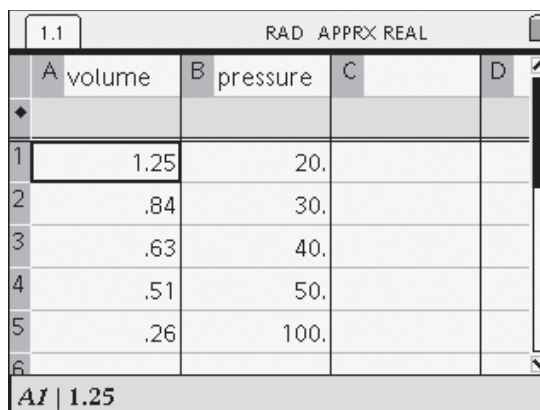 1.1 RAD APPRX REAL
A volume B pressure C D
◆
1 1.25 20.
2 .84 30.
3 .63 40.
4 .51 50.
5 .26 100.
6
A1 | 1.25